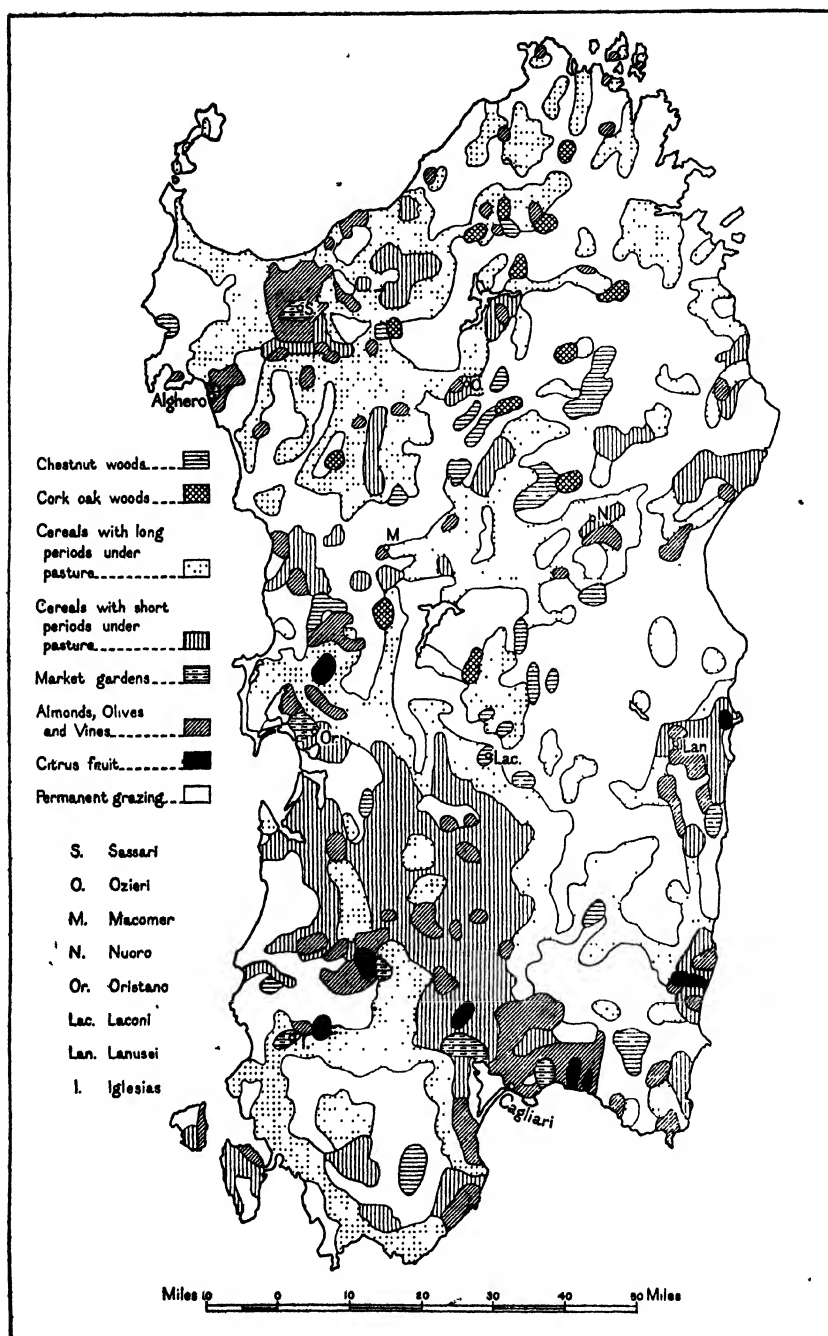 S
Alghero
O
M
N
Or.
Lac.
Lan
I
Cagliari
Chestnut woods
Cork oak woods
Cereals with long
periods under
pasture
Cereals with short
periods under
pasture
Market gardens
Almonds, Olives
and Vines
Citrus fruit
Permanent grazing
S. Sassari
O. Ozieri
M. Macomer
N. Nuoro
Or. Oristano
Lac. Laconi
Lan. Lanusei
I. Iglesias
Miles 10 0 10 20 30 40 50 Miles